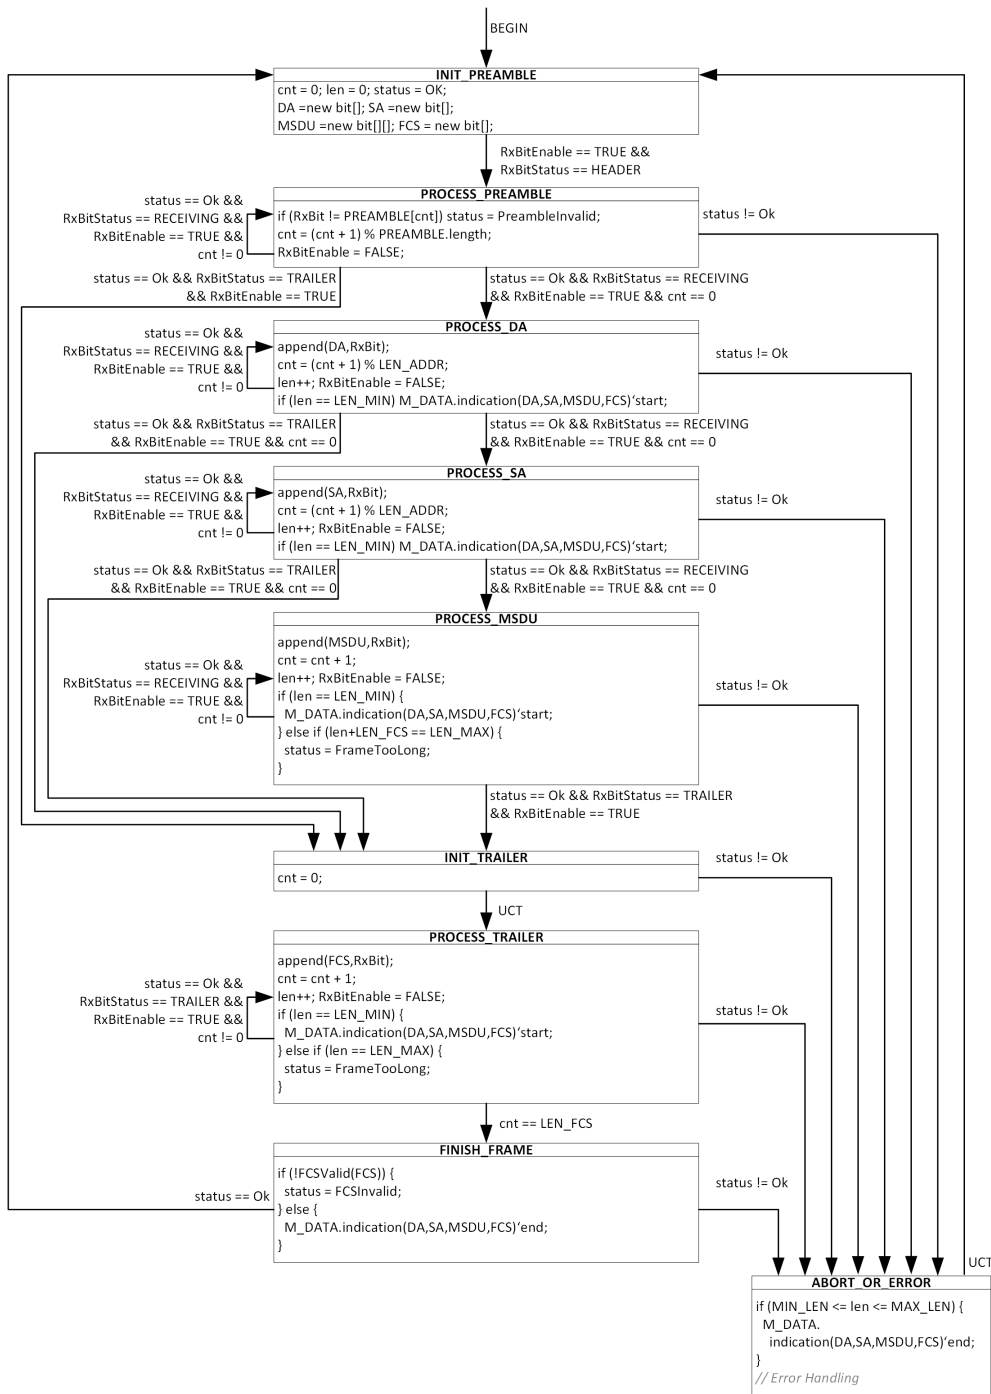 BEGIN
INIT_PREAMBLE
cnt = 0; len = 0; status = OK;
DA =new bit[]; SA =new bit[];
MSDU =new bit[][]; FCS = new bit[];
RxBitEnable == TRUE &&
RxBitStatus == HEADER
PROCESS_PREAMBLE
status == Ok &&
RxBitStatus == RECEIVING &&
RxBitEnable == TRUE &&
cnt != 0
if (RxBit != PREAMBLE[cnt]) status = PreambleInvalid;
cnt = (cnt + 1) % PREAMBLE.length;
RxBitEnable = FALSE;
status != Ok
status == Ok && RxBitStatus == TRAILER
&& RxBitEnable == TRUE
status == Ok && RxBitStatus == RECEIVING
&& RxBitEnable == TRUE && cnt == 0
PROCESS_DA
status == Ok &&
RxBitStatus == RECEIVING &&
RxBitEnable == TRUE &&
cnt != 0
append(DA,RxBit);
cnt = (cnt + 1) % LEN_ADDR;
len++; RxBitEnable = FALSE;
if (len == LEN_MIN) M_DATA.indication(DA,SA,MSDU,FCS)‘start;
status != Ok
status == Ok && RxBitStatus == TRAILER
&& RxBitEnable == TRUE && cnt == 0
status == Ok && RxBitStatus == RECEIVING
&& RxBitEnable == TRUE && cnt == 0
PROCESS_SA
status == Ok &&
RxBitStatus == RECEIVING &&
RxBitEnable == TRUE &&
cnt != 0
append(SA,RxBit);
cnt = (cnt + 1) % LEN_ADDR;
len++; RxBitEnable = FALSE;
if (len == LEN_MIN) M_DATA.indication(DA,SA,MSDU,FCS)‘start;
status != Ok
status == Ok && RxBitStatus == TRAILER
&& RxBitEnable == TRUE && cnt == 0
status == Ok && RxBitStatus == RECEIVING
&& RxBitEnable == TRUE && cnt == 0
PROCESS_MSDU
status == Ok &&
RxBitStatus == RECEIVING &&
RxBitEnable == TRUE &&
cnt != 0
append(MSDU,RxBit);
cnt = cnt + 1;
len++; RxBitEnable = FALSE;
if (len == LEN_MIN) {
M_DATA.indication(DA,SA,MSDU,FCS)‘start;
} else if (len+LEN_FCS == LEN_MAX) {
status = FrameTooLong;
}
status != Ok
status == Ok && RxBitStatus == TRAILER
&& RxBitEnable == TRUE
INIT_TRAILER
cnt = 0;
status != Ok
UCT
PROCESS_TRAILER
status == Ok &&
RxBitStatus == TRAILER &&
RxBitEnable == TRUE &&
cnt != 0
append(FCS,RxBit);
cnt = cnt + 1;
len++; RxBitEnable = FALSE;
if (len == LEN_MIN) {
M_DATA.indication(DA,SA,MSDU,FCS)‘start;
} else if (len == LEN_MAX) {
status = FrameTooLong;
}
status != Ok
cnt == LEN_FCS
FINISH_FRAME
status == Ok
if (!FCSValid(FCS)) {
status = FCSInvalid;
} else {
M_DATA.indication(DA,SA,MSDU,FCS)‘end;
}
status != Ok
UCT
ABORT_OR_ERROR
if (MIN_LEN <= len <= MAX_LEN) {
M_DATA.
indication(DA,SA,MSDU,FCS)‘end;
}
// Error Handling